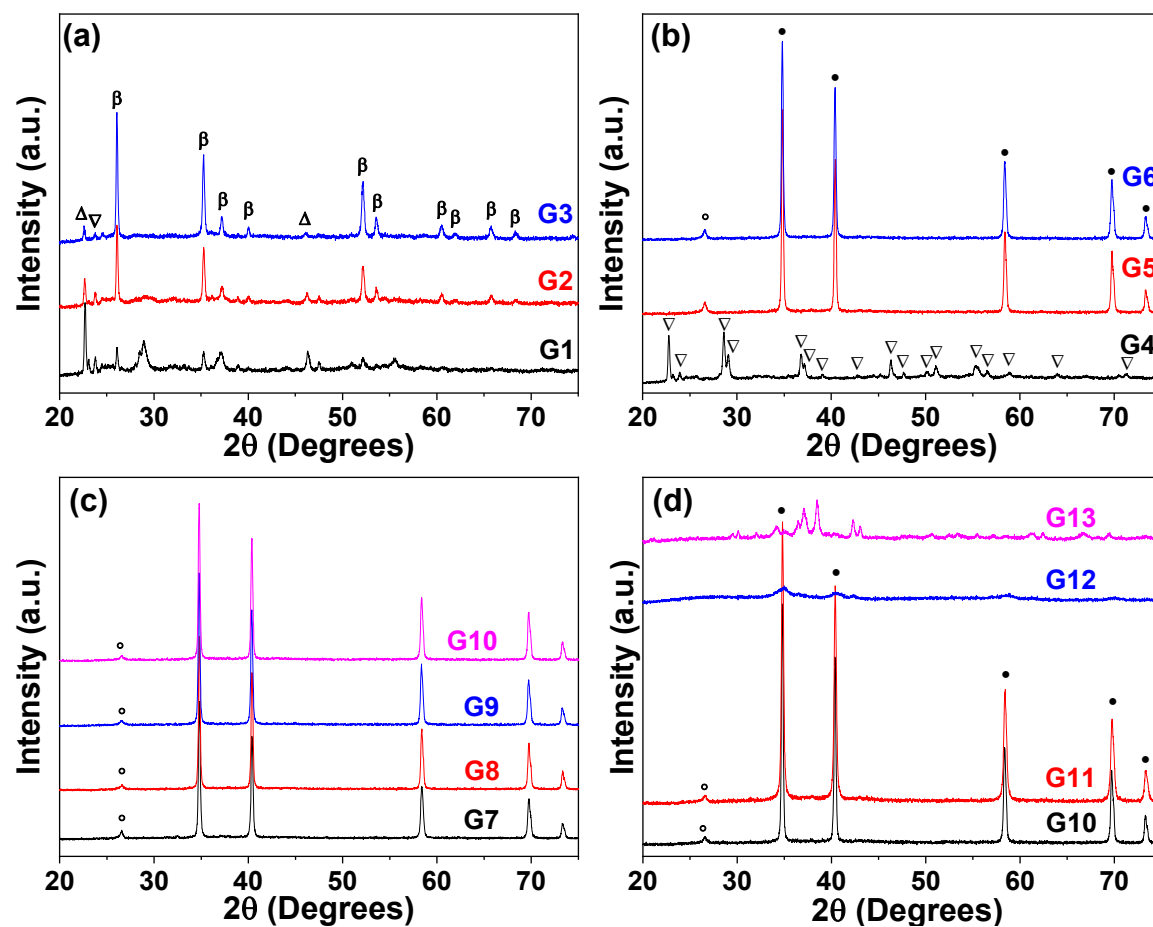 (a)
Intensity (a.u.)
β
β
β
β
β
β
β
β
β
β
G3
G2
G1
20 30 40 50 60 70
2θ (Degrees)
(b)
Intensity (a.u.)
G6
G5
G4
20 30 40 50 60 70
2θ (Degrees)
(c)
Intensity (a.u.)
G10
G9
G8
G7
20 30 40 50 60 70
2θ (Degrees)
(d)
Intensity (a.u.)
G13
G12
G11
G10
20 30 40 50 60 70
2θ (Degrees)